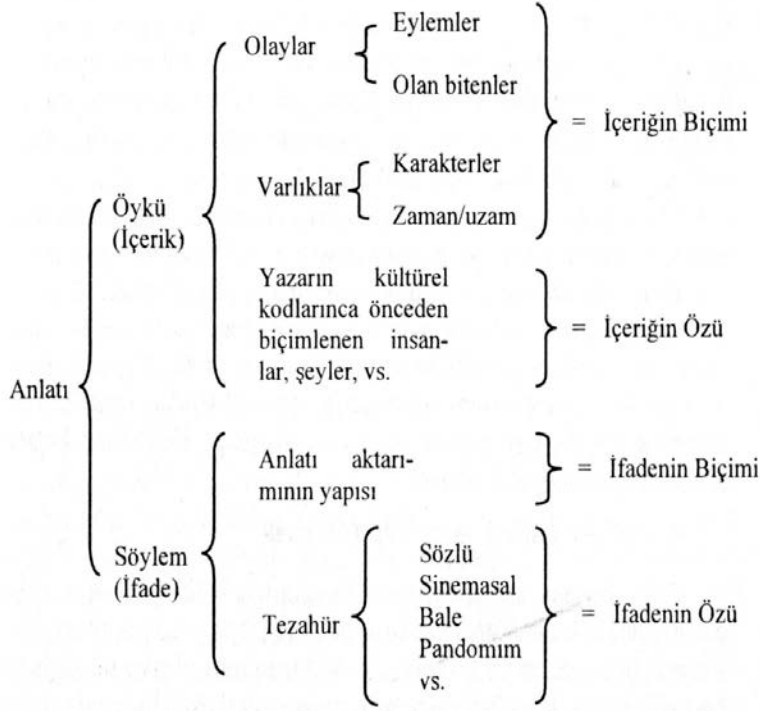 Eylemler
Olaylar
Olan bitenler
= İçeriğin Biçimi
Karakterler
Varlıklar
Öykü
(İçerik)
Zaman/uzam
Yazarın kültürel
kodlarınca önceden
biçimlenen insan-
lar, şeyler, vs.
= İçeriğin Özü
Anlatı
Anlatı aktarı-
mının yapısı
= İfadenin Biçimi
Söylem
(İfade)
Tezahür
Sözlü
Sinemasal
Bale
Pandomım
vs.
= İfadenin Özü